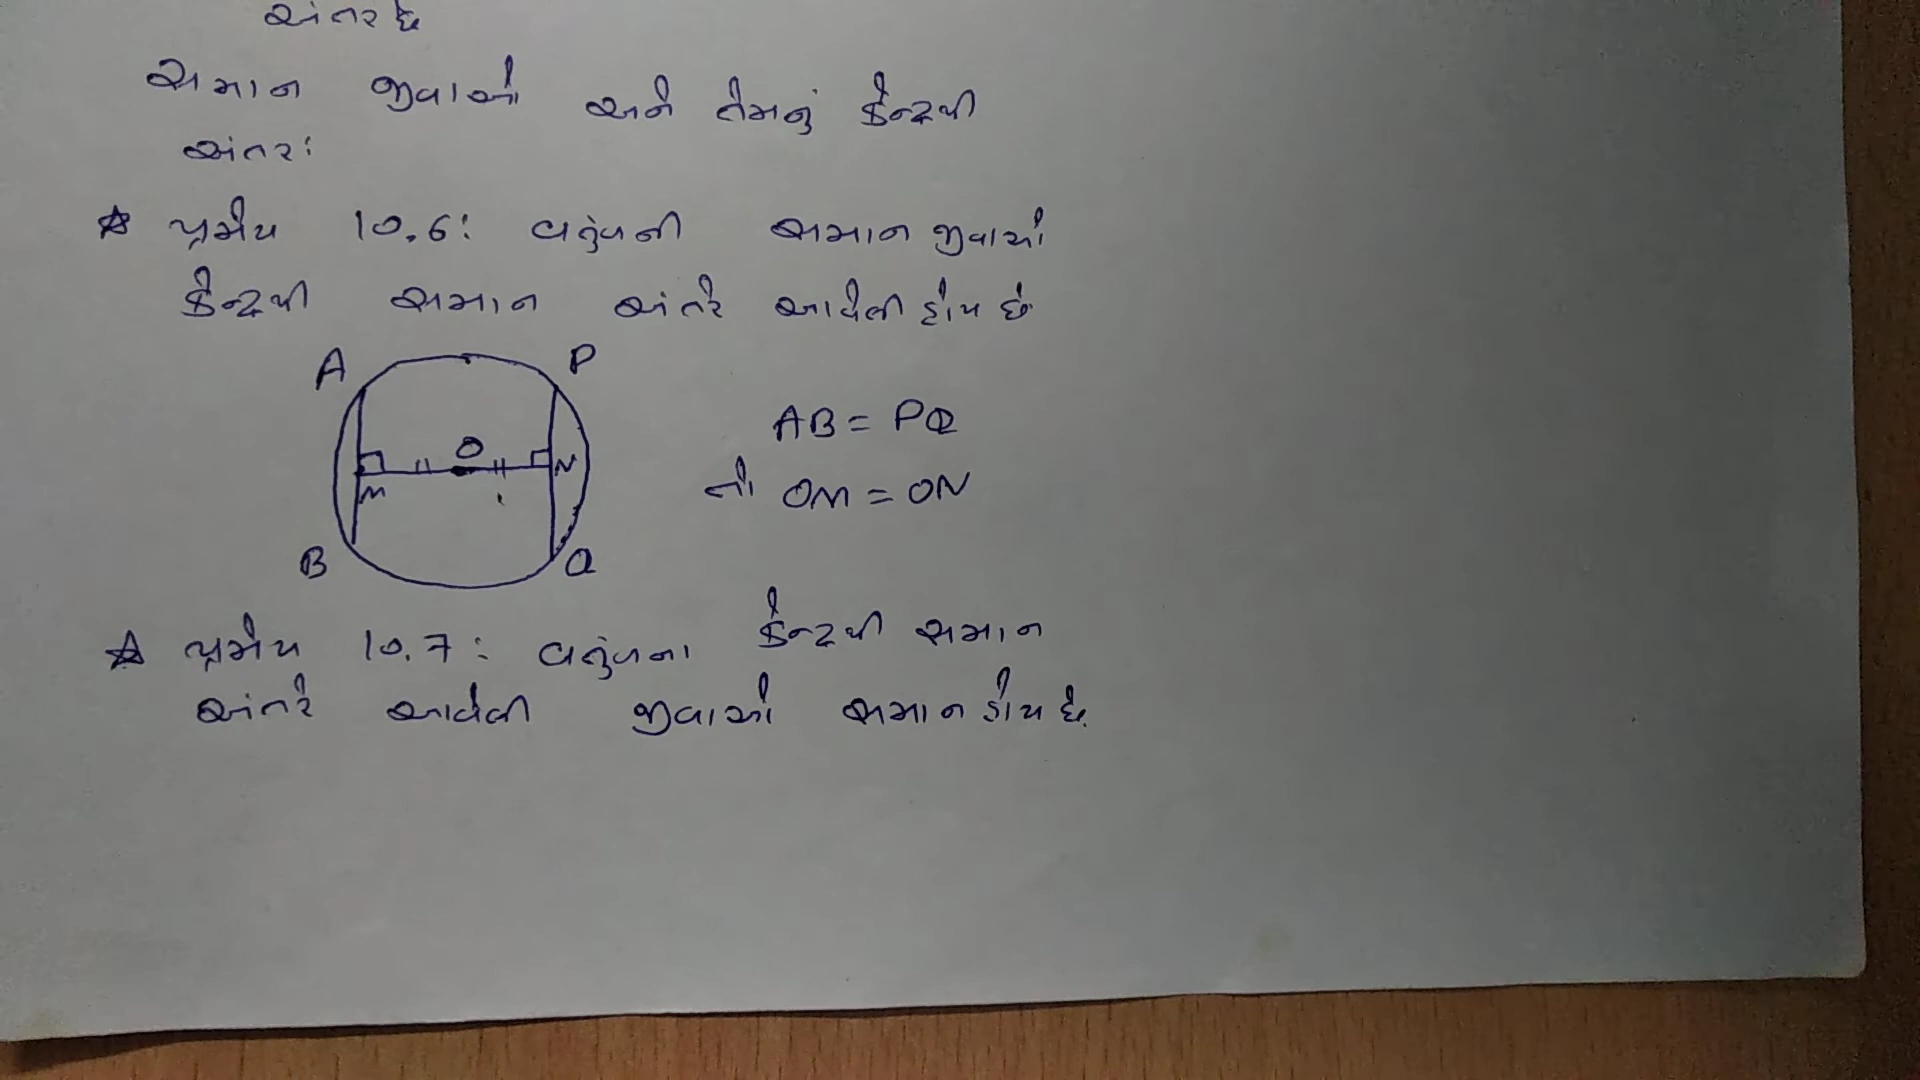 અંતર છે
સમાન જીવાઓ અને તેમનું કેન્દ્રથી
અંતર:
☆ પ્રમેય 10.6: વર્તુળની સમાન જીવાઓ
કેન્દ્રથી સમાન અંતરે આવેલી હોય છે
A P
O
M N
B Q
AB = PQ
તો OM = ON
☆ પ્રમેય 10.7: વર્તુળના કેન્દ્રથી સમાન
અંતરે આવેલી જીવાઓ સમાન હોય છે.